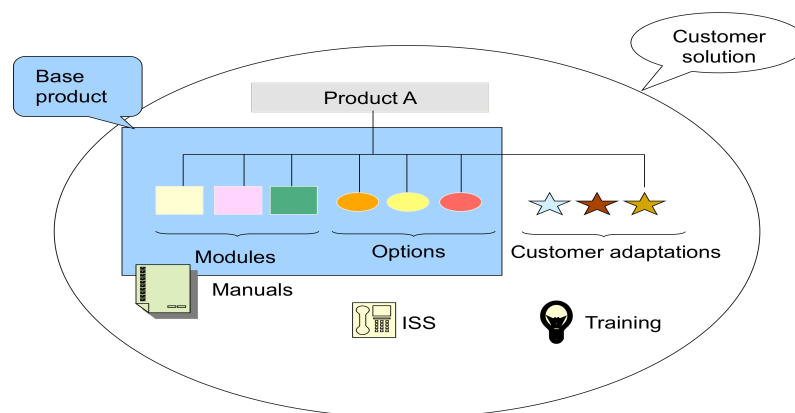 Customer
solution
Base
product
Product A
Modules
Options
Customer adaptations
Manuals
ISS
Training